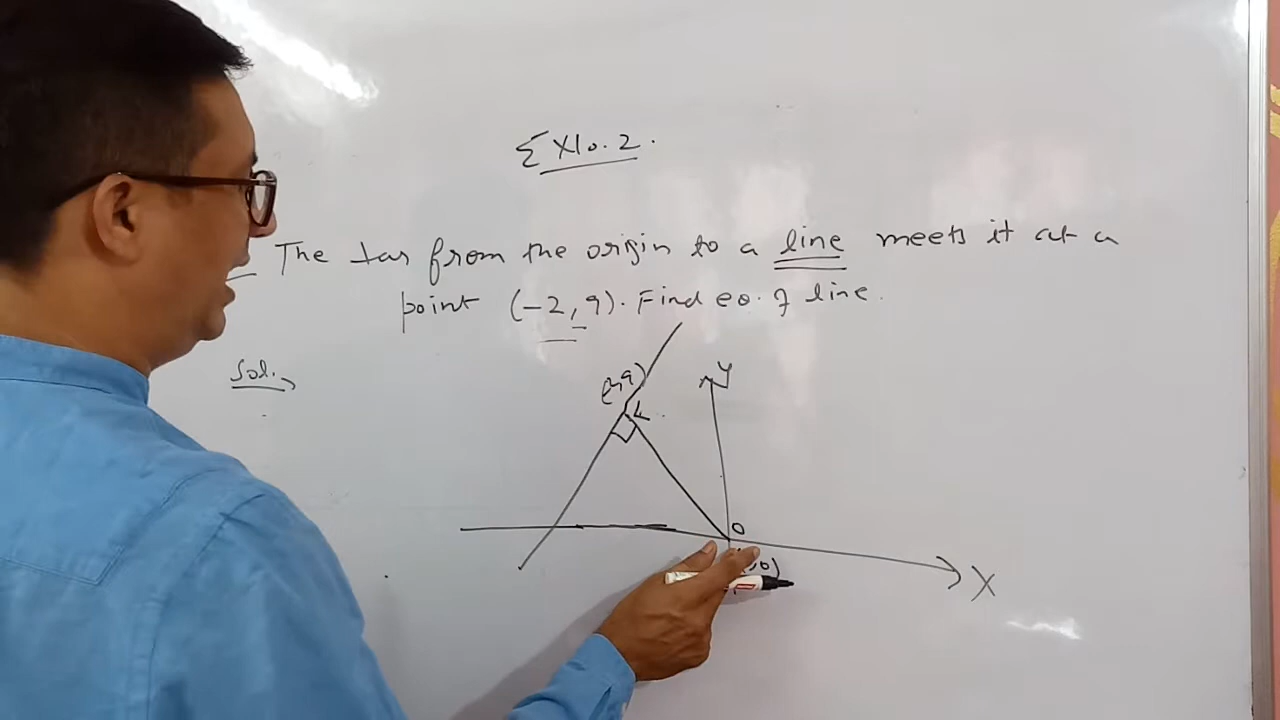 Ex10.2.
The ⊥ar from the origin to a line meets it at a
point (-2,9). Find eq. of line.
Sol.
(-2,9)
Y
L
O
X